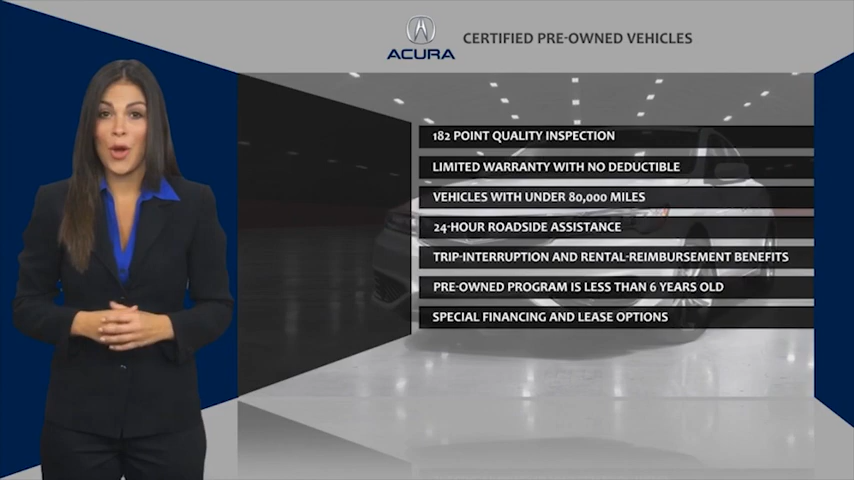 ACURA
CERTIFIED PRE-OWNED VEHICLES
182 POINT QUALITY INSPECTION
LIMITED WARRANTY WITH NO DEDUCTIBLE
VEHICLES WITH UNDER 80,000 MILES
24-HOUR ROADSIDE ASSISTANCE
TRIP-INTERRUPTION AND RENTAL-REIMBURSEMENT BENEFITS
PRE-OWNED PROGRAM IS LESS THAN 6 YEARS OLD
SPECIAL FINANCING AND LEASE OPTIONS